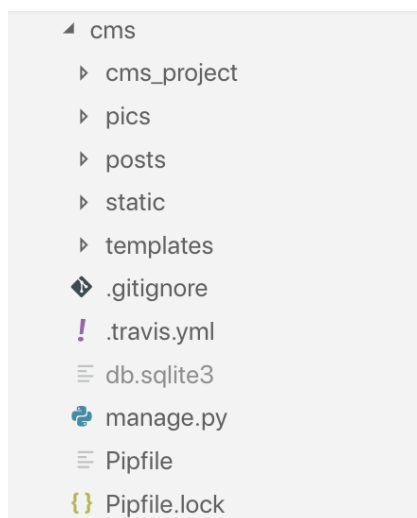 cms
cms_project
pics
posts
static
templates
.gitignore
.travis.yml
db.sqlite3
manage.py
Pipfile
Pipfile.lock